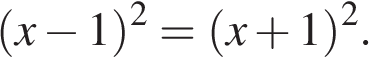 (x − 1)² = (x + 1)².